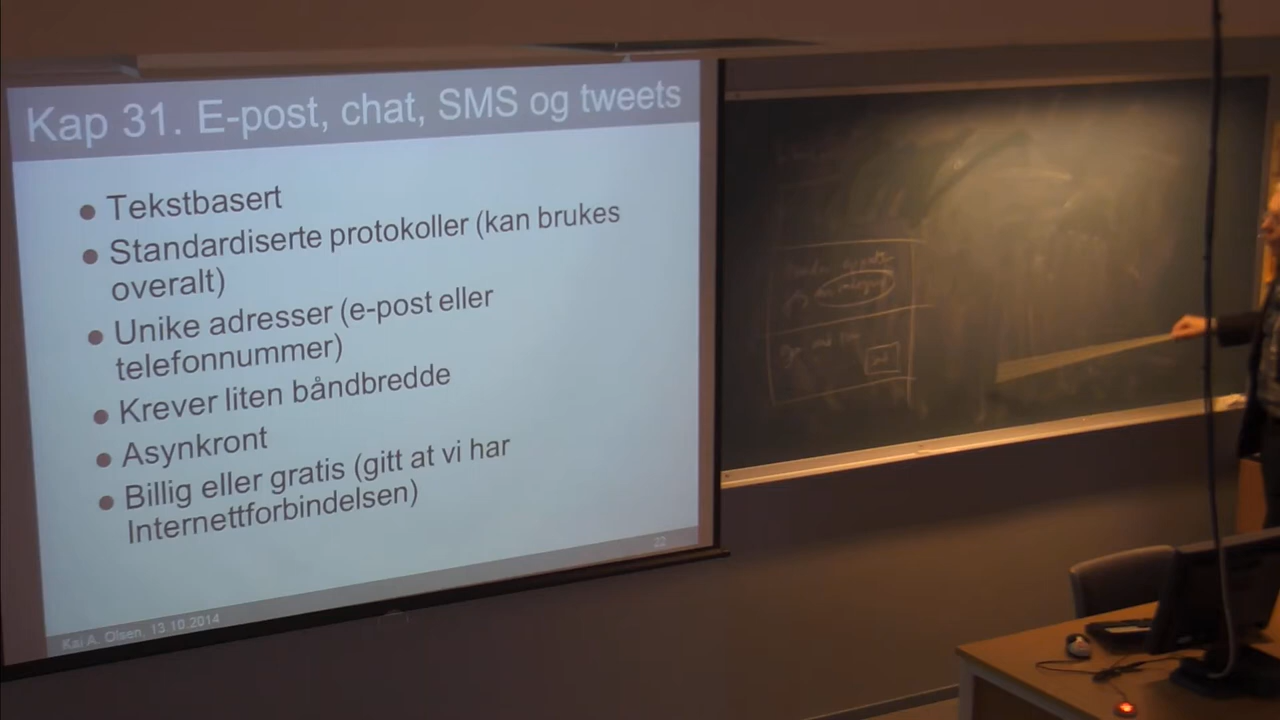 Kap 31. E-post, chat, SMS og tweets
Tekstbasert
Standardiserte protokoller (kan brukes
overalt)
Unike adresser (e-post eller
telefonnummer)
Krever liten båndbredde
Asynkront
Billig eller gratis (gitt at vi har
Internettforbindelsen)
22
Kai A. Olsen, 13.10.2014